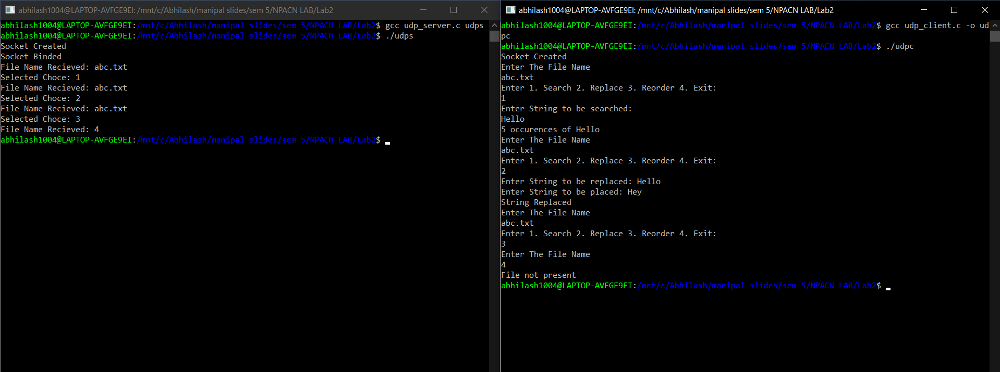 abhilash1004@LAPTOP-AVFGE9EI: /mnt/c/Abhilash/manipal slides/sem 5/NPACN LAB/Lab2
abhilash1004@LAPTOP-AVFGE9EI:/mnt/c/Abhilash/manipal slides/sem 5/NPACN LAB/Lab2$ gcc udp_server.c udps
abhilash1004@LAPTOP-AVFGE9EI:/mnt/c/Abhilash/manipal slides/sem 5/NPACN LAB/Lab2$ ./udps
Socket Created
Socket Binded
File Name Recieved: abc.txt
Selected Choce: 1
File Name Recieved: abc.txt
Selected Choce: 2
File Name Recieved: abc.txt
Selected Choce: 3
File Name Recieved: 4
abhilash1004@LAPTOP-AVFGE9EI:/mnt/c/Abhilash/manipal slides/sem 5/NPACN LAB/Lab2$
abhilash1004@LAPTOP-AVFGE9EI: /mnt/c/Abhilash/manipal slides/sem 5/NPACN LAB/Lab2
abhilash1004@LAPTOP-AVFGE9EI:/mnt/c/Abhilash/manipal slides/sem 5/NPACN LAB/Lab2$ gcc udp_client.c -o ud
pc
abhilash1004@LAPTOP-AVFGE9EI:/mnt/c/Abhilash/manipal slides/sem 5/NPACN LAB/Lab2$ ./udpc
Socket Created
Enter The File Name
abc.txt
Enter 1. Search 2. Replace 3. Reorder 4. Exit:
1
Enter String to be searched:
Hello
5 occurences of Hello
Enter The File Name
abc.txt
Enter 1. Search 2. Replace 3. Reorder 4. Exit:
2
Enter String to be replaced: Hello
Enter String to be placed: Hey
String Replaced
Enter The File Name
abc.txt
Enter 1. Search 2. Replace 3. Reorder 4. Exit:
3
Enter The File Name
4
File not present
abhilash1004@LAPTOP-AVFGE9EI:/mnt/c/Abhilash/manipal slides/sem 5/NPACN LAB/Lab2$